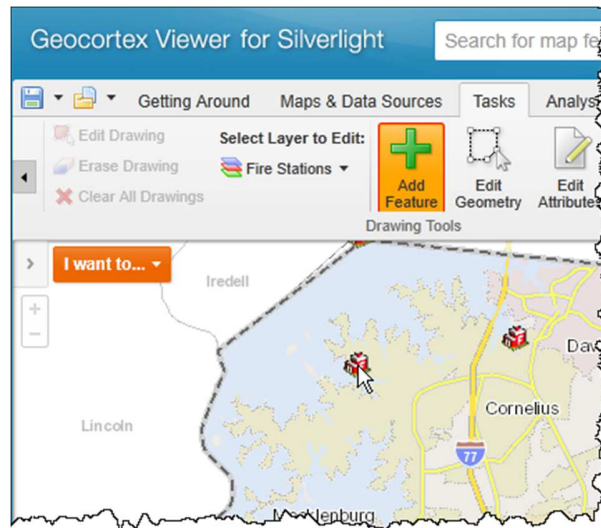 Geocortex Viewer for Silverlight
Search for map fe
Getting Around
Maps & Data Sources
Tasks
Analys
Edit Drawing
Erase Drawing
Clear All Drawings
Select Layer to Edit:
Fire Stations
Add
Feature
Edit
Geometry
Edit
Attributes
Drawing Tools
I want to...
Iredell
Dav
Lincoln
Cornelius
77
Mecklenburg